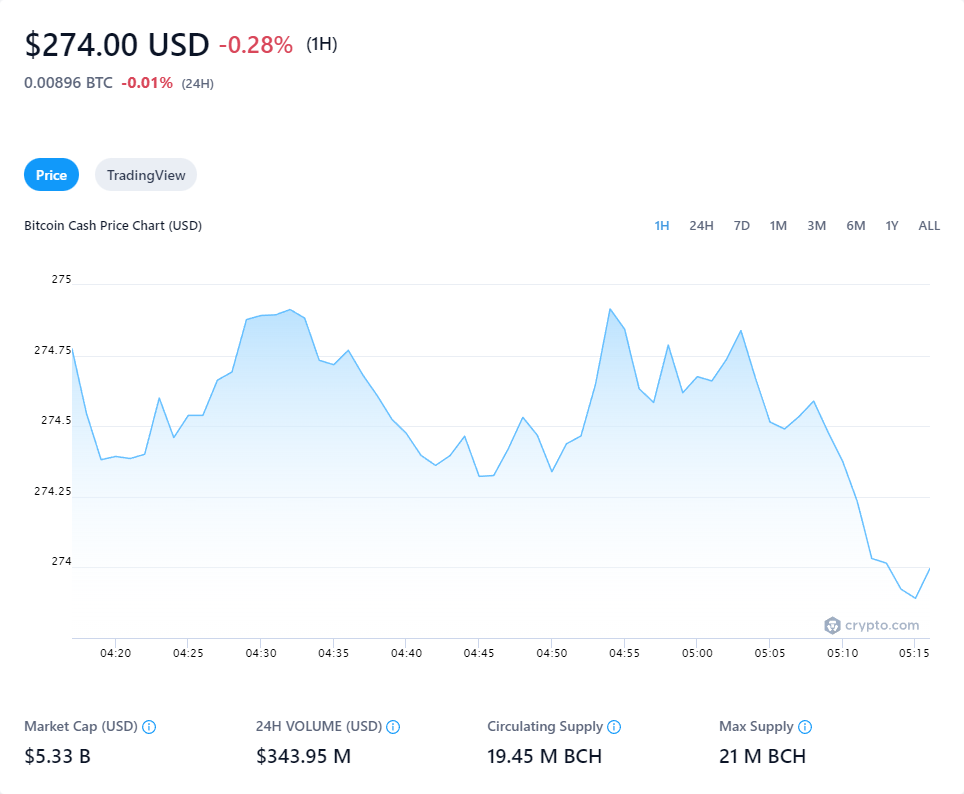 $274.00 USD -0.28% (1H)
0.00896 BTC -0.01% (24H)
Price TradingView
Bitcoin Cash Price Chart (USD) 1H 24H 7D 1M 3M 6M 1Y ALL
275
274.75
274.5
274.25
274
crypto.com
04:20 04:25 04:30 04:35 04:40 04:45 04:50 04:55 05:00 05:05 05:10 05:15
Market Cap (USD) 24H VOLUME (USD) Circulating Supply Max Supply
$5.33 B $343.95 M 19.45 M BCH 21 M BCH